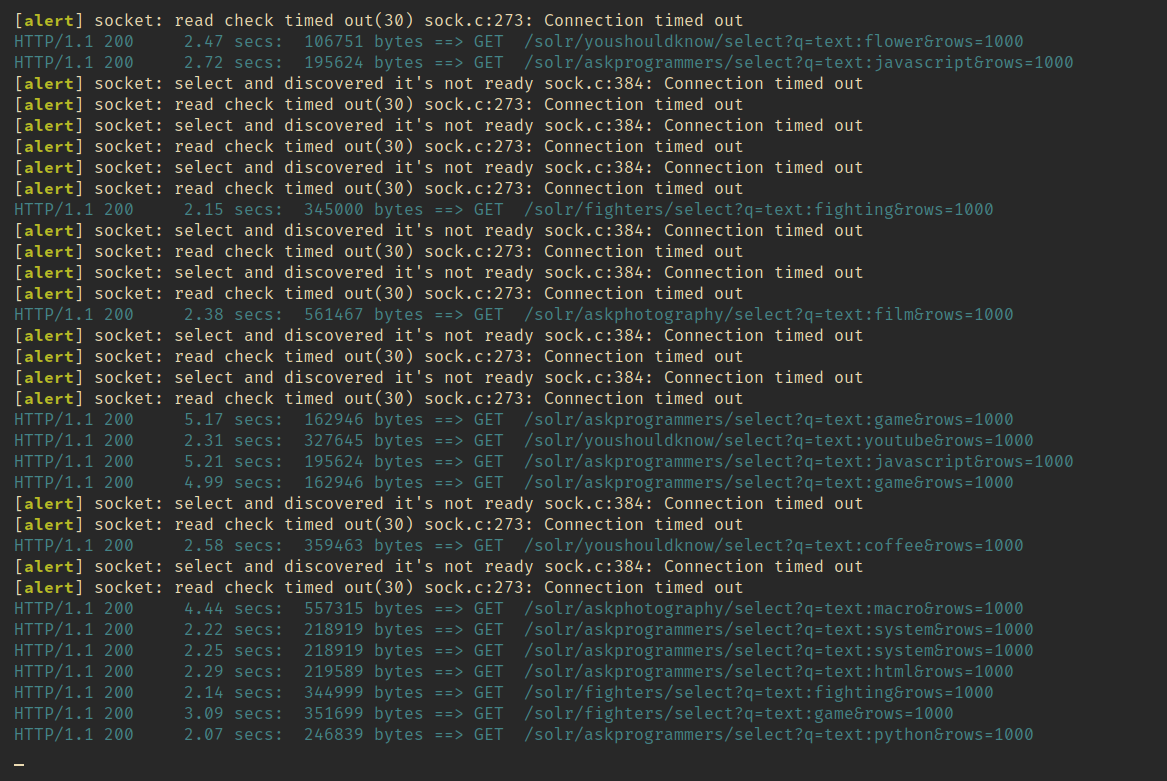 [alert] socket: read check timed out(30) sock.c:273: Connection timed out
HTTP/1.1 200     2.47 secs:  106751 bytes ==> GET  /solr/youshouldknow/select?q=text:flower&rows=1000
HTTP/1.1 200     2.72 secs:  195624 bytes ==> GET  /solr/askprogrammers/select?q=text:javascript&rows=1000
[alert] socket: select and discovered it's not ready sock.c:384: Connection timed out
[alert] socket: read check timed out(30) sock.c:273: Connection timed out
[alert] socket: select and discovered it's not ready sock.c:384: Connection timed out
[alert] socket: read check timed out(30) sock.c:273: Connection timed out
[alert] socket: select and discovered it's not ready sock.c:384: Connection timed out
[alert] socket: read check timed out(30) sock.c:273: Connection timed out
HTTP/1.1 200     2.15 secs:  345000 bytes ==> GET  /solr/fighters/select?q=text:fighting&rows=1000
[alert] socket: select and discovered it's not ready sock.c:384: Connection timed out
[alert] socket: read check timed out(30) sock.c:273: Connection timed out
[alert] socket: select and discovered it's not ready sock.c:384: Connection timed out
[alert] socket: read check timed out(30) sock.c:273: Connection timed out
HTTP/1.1 200     2.38 secs:  561467 bytes ==> GET  /solr/askphotography/select?q=text:film&rows=1000
[alert] socket: select and discovered it's not ready sock.c:384: Connection timed out
[alert] socket: read check timed out(30) sock.c:273: Connection timed out
[alert] socket: select and discovered it's not ready sock.c:384: Connection timed out
[alert] socket: read check timed out(30) sock.c:273: Connection timed out
HTTP/1.1 200     5.17 secs:  162946 bytes ==> GET  /solr/askprogrammers/select?q=text:game&rows=1000
HTTP/1.1 200     2.31 secs:  327645 bytes ==> GET  /solr/youshouldknow/select?q=text:youtube&rows=1000
HTTP/1.1 200     5.21 secs:  195624 bytes ==> GET  /solr/askprogrammers/select?q=text:javascript&rows=1000
HTTP/1.1 200     4.99 secs:  162946 bytes ==> GET  /solr/askprogrammers/select?q=text:game&rows=1000
[alert] socket: select and discovered it's not ready sock.c:384: Connection timed out
[alert] socket: read check timed out(30) sock.c:273: Connection timed out
HTTP/1.1 200     2.58 secs:  359463 bytes ==> GET  /solr/youshouldknow/select?q=text:coffee&rows=1000
[alert] socket: select and discovered it's not ready sock.c:384: Connection timed out
[alert] socket: read check timed out(30) sock.c:273: Connection timed out
HTTP/1.1 200     4.44 secs:  557315 bytes ==> GET  /solr/askphotography/select?q=text:macro&rows=1000
HTTP/1.1 200     2.22 secs:  218919 bytes ==> GET  /solr/askprogrammers/select?q=text:system&rows=1000
HTTP/1.1 200     2.25 secs:  218919 bytes ==> GET  /solr/askprogrammers/select?q=text:system&rows=1000
HTTP/1.1 200     2.29 secs:  219589 bytes ==> GET  /solr/askprogrammers/select?q=text:html&rows=1000
HTTP/1.1 200     2.14 secs:  344999 bytes ==> GET  /solr/fighters/select?q=text:fighting&rows=1000
HTTP/1.1 200     3.09 secs:  351699 bytes ==> GET  /solr/fighters/select?q=text:game&rows=1000
HTTP/1.1 200     2.07 secs:  246839 bytes ==> GET  /solr/askprogrammers/select?q=text:python&rows=1000